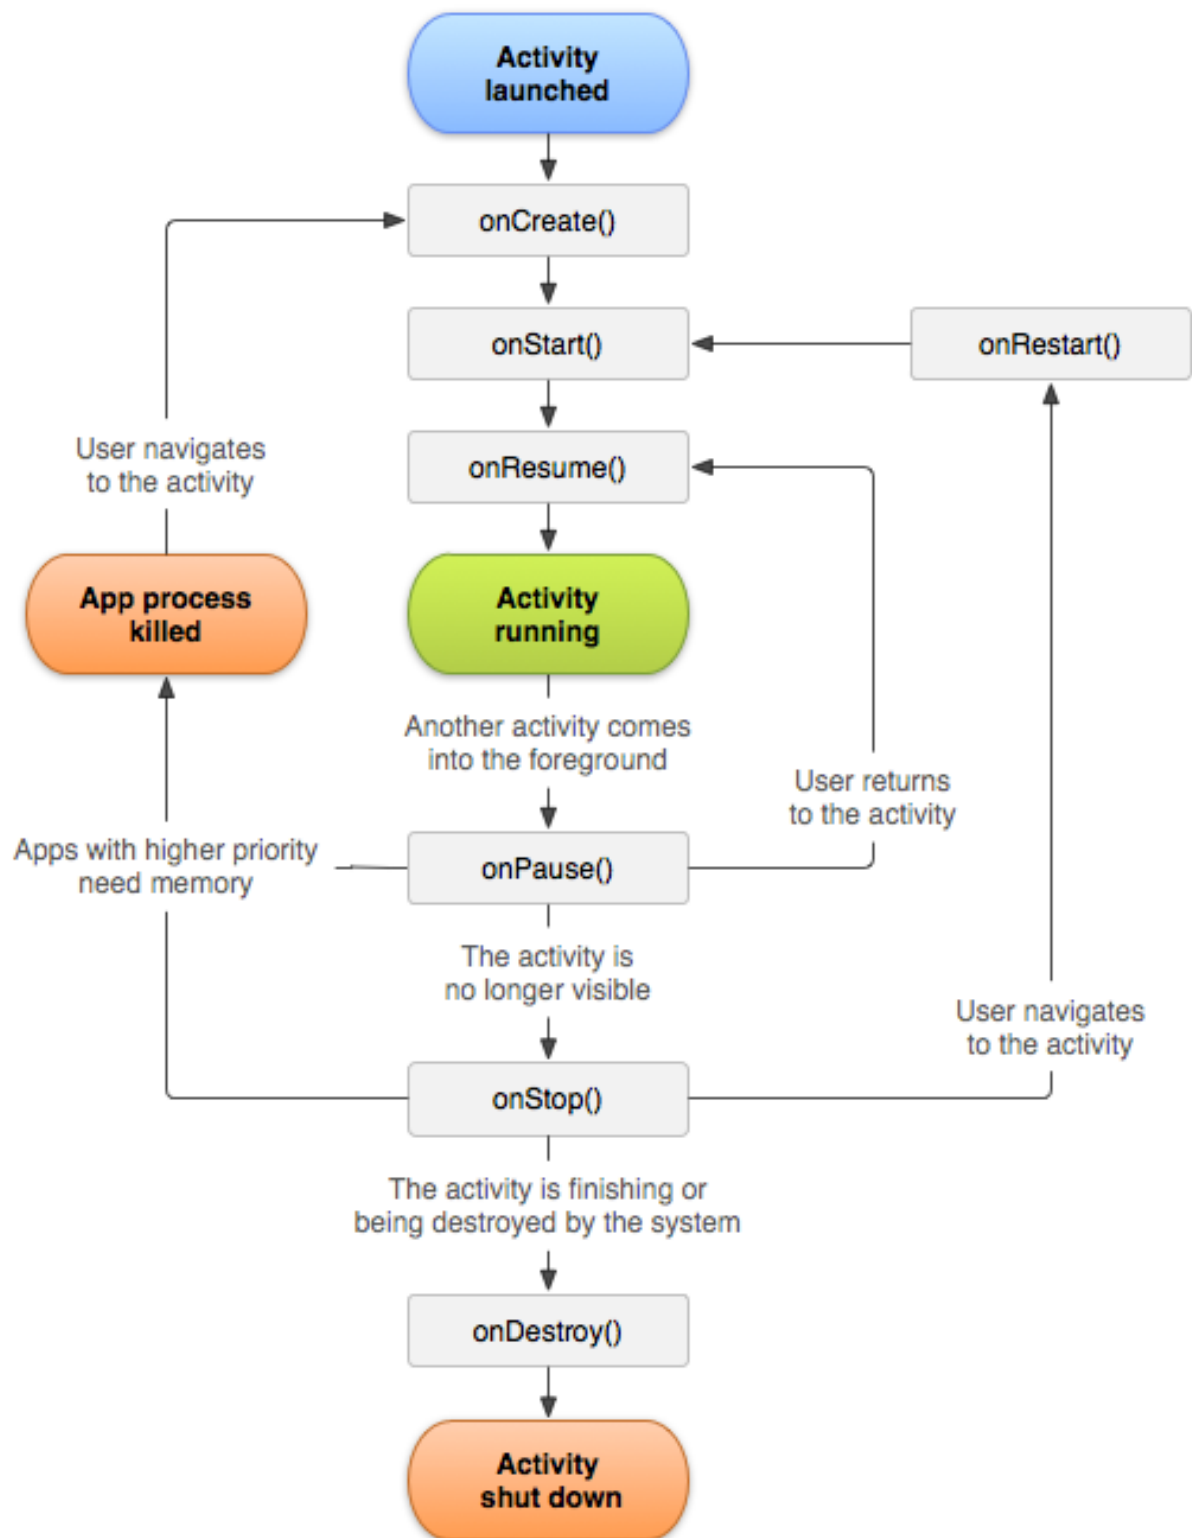 Activity
launched
onCreate()
onStart()
onRestart()
User navigates
to the activity
onResume()
App process
killed
Activity
running
Another activity comes
into the foreground
User returns
to the activity
Apps with higher priority
need memory
onPause()
The activity is
no longer visible
User navigates
to the activity
onStop()
The activity is finishing or
being destroyed by the system
onDestroy()
Activity
shut down